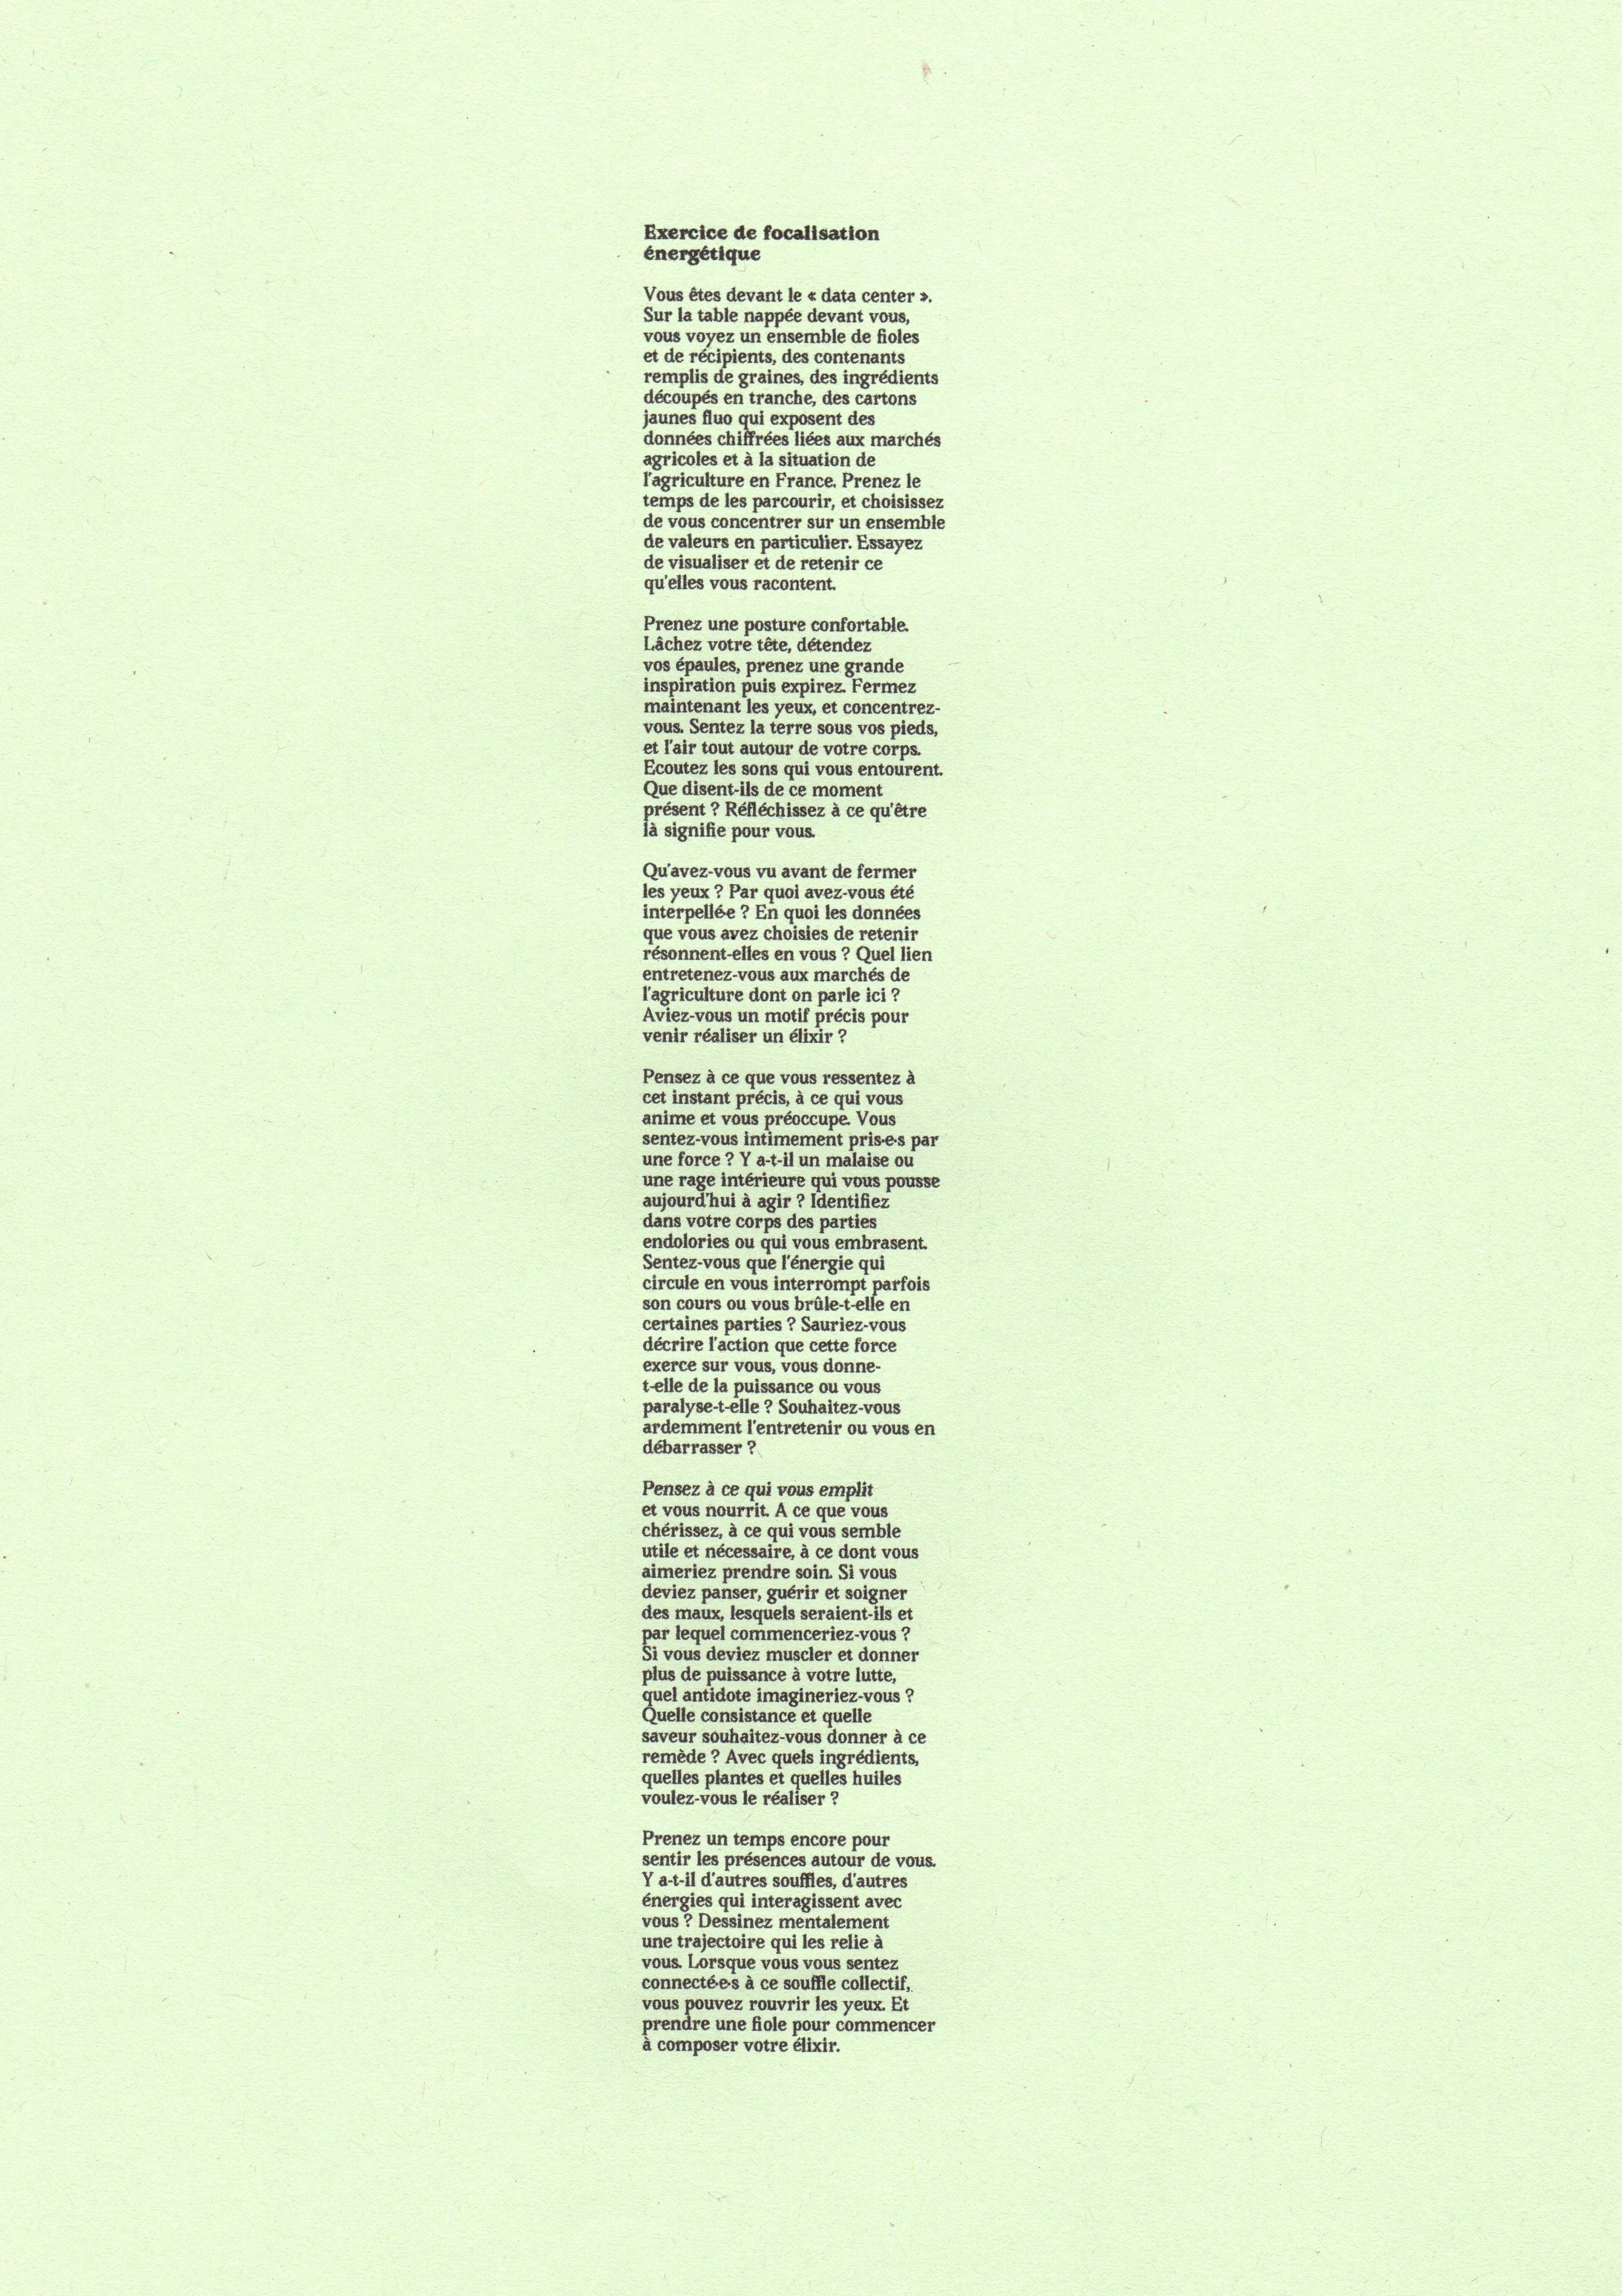 Exercice de focalisation
énergétique
Vous êtes devant le « data center ».
Sur la table nappée devant vous,
vous voyez un ensemble de fioles
et de récipients, des contenants
remplis de graines, des ingrédients
découpés en tranche, des cartons
jaunes fluo qui exposent des
données chiffrées liées aux marchés
agricoles et à la situation de
l'agriculture en France. Prenez le
temps de les parcourir, et choisissez
de vous concentrer sur un ensemble
de valeurs en particulier. Essayez
de visualiser et de retenir ce
qu'elles vous racontent.
Prenez une posture confortable.
Lâchez votre tête, détendez
vos épaules, prenez une grande
inspiration puis expirez. Fermez
maintenant les yeux, et concentrez-
vous. Sentez la terre sous vos pieds,
et l'air tout autour de votre corps.
Ecoutez les sons qui vous entourent.
Que disent-ils de ce moment
présent ? Réfléchissez à ce qu'être
là signifie pour vous.
Qu'avez-vous vu avant de fermer
les yeux ? Par quoi avez-vous été
interpellé·e ? En quoi les données
que vous avez choisies de retenir
résonnent-elles en vous ? Quel lien
entretenez-vous aux marchés de
l'agriculture dont on parle ici ?
Aviez-vous un motif précis pour
venir réaliser un élixir ?
Pensez à ce que vous ressentez à
cet instant précis, à ce qui vous
anime et vous préoccupe. Vous
sentez-vous intimement pris·e·s par
une force ? Y a-t-il un malaise ou
une rage intérieure qui vous pousse
aujourd'hui à agir ? Identifiez
dans votre corps des parties
endolories ou qui vous embrasent.
Sentez-vous que l'énergie qui
circule en vous interrompt parfois
son cours ou vous brûle-t-elle en
certaines parties ? Sauriez-vous
décrire l'action que cette force
exerce sur vous, vous donne-
t-elle de la puissance ou vous
paralyse-t-elle ? Souhaitez-vous
ardemment l'entretenir ou vous en
débarrasser ?
Pensez à ce qui vous emplit
et vous nourrit. A ce que vous
chérissez, à ce qui vous semble
utile et nécessaire, à ce dont vous
aimeriez prendre soin. Si vous
deviez panser, guérir et soigner
des maux, lesquels seraient-ils et
par lequel commenceriez-vous ?
Si vous deviez muscler et donner
plus de puissance à votre lutte,
quel antidote imagineriez-vous ?
Quelle consistance et quelle
saveur souhaitez-vous donner à ce
remède ? Avec quels ingrédients,
quelles plantes et quelles huiles
voulez-vous le réaliser ?
Prenez un temps encore pour
sentir les présences autour de vous.
Y a-t-il d'autres souffles, d'autres
énergies qui interagissent avec
vous ? Dessinez mentalement
une trajectoire qui les relie à
vous. Lorsque vous vous sentez
connecté·e·s à ce souffle collectif,
vous pouvez rouvrir les yeux. Et
prendre une fiole pour commencer
à composer votre élixir.